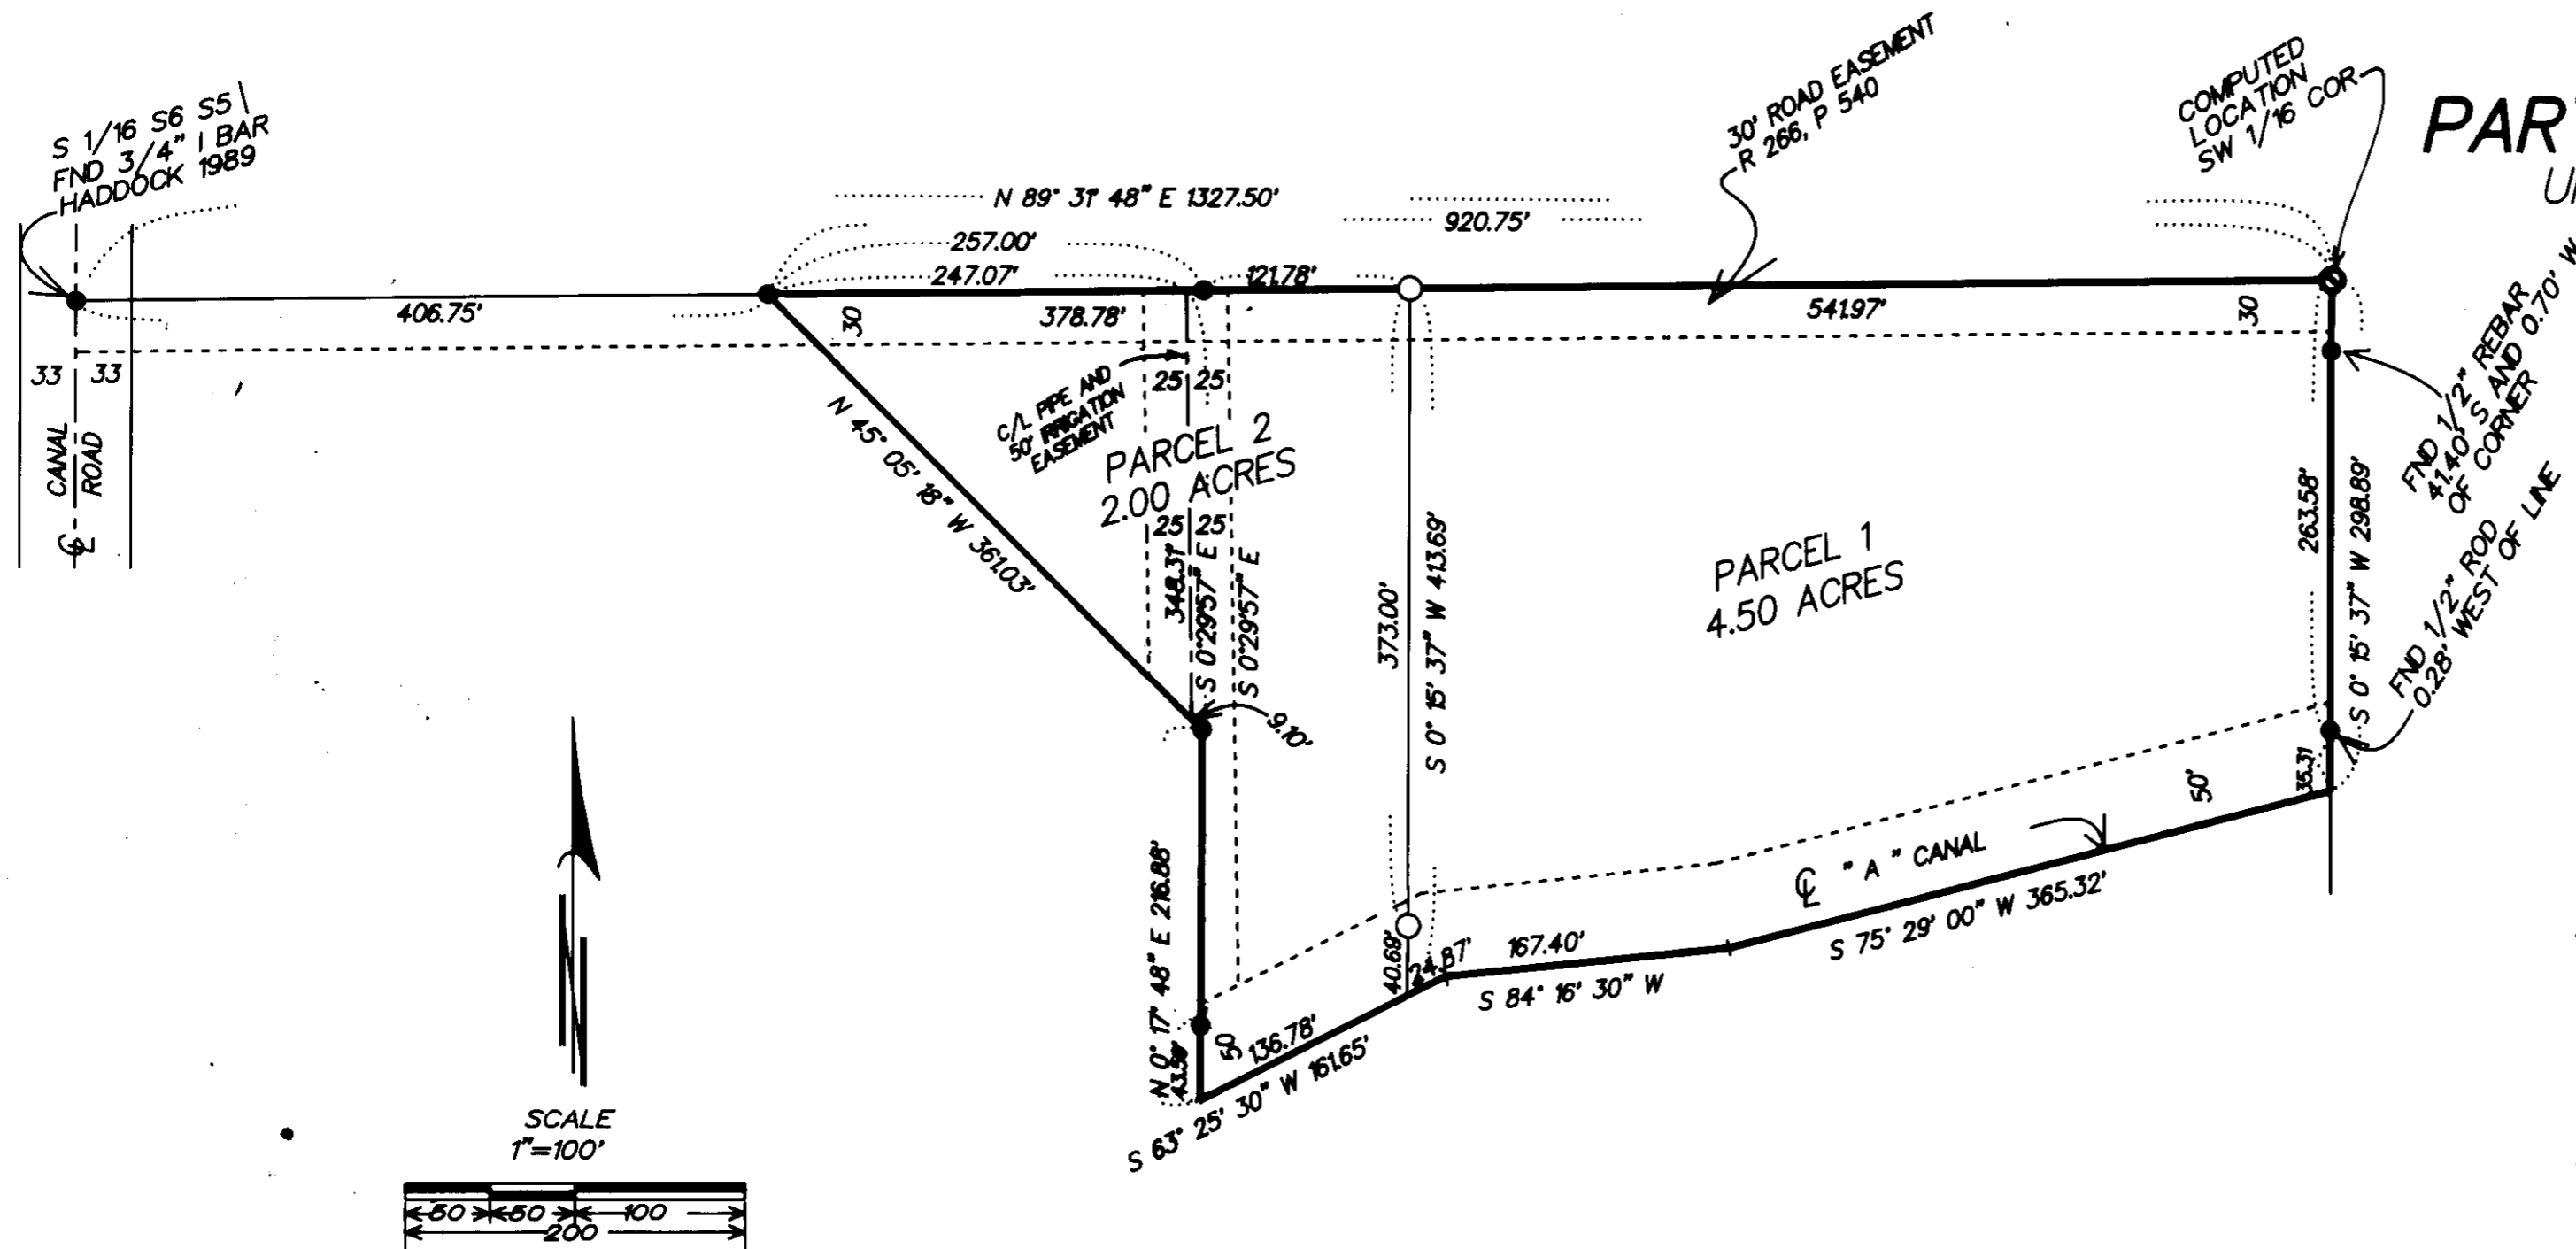 S 1/16 S6 S5
FND 3/4" I BAR
HADDOCK 1989
N 89° 31' 48" E 1327.50'
257.00'
247.07'
121.78'
920.75'
30' ROAD EASEMENT
R 266, P 540
COMPUTED
LOCATION
SW 1/16 COR
PAR
406.75'
30
378.78'
541.97'
30
33 33
CANAL
ROAD
C/L PIPE AND
50' IRRIGATION
EASEMENT
25 25
N 45° 05' 18" W 361.03'
PARCEL 2
2.00 ACRES
25 25
348.31'
S 0°29'57" E
S 0°29'57" E
9.10'
373.00'
S 0° 15' 37" W 413.69'
PARCEL 1
4.50 ACRES
263.58'
S 0° 15' 37" W 298.89'
FND 1/2" REBAR
41.40' S AND 0.70' W
OF CORNER
FND 1/2" ROD
0.28' WEST OF LINE
35.31
50'
℄ "A" CANAL
S 75° 29' 00" W 365.32'
167.40'
S 84° 16' 30" W
24.87'
40.69'
136.78'
S 63° 25' 30" W 161.65'
50
N 0° 17' 48" E 216.88'
SCALE
1"=100'
50 50 100
200